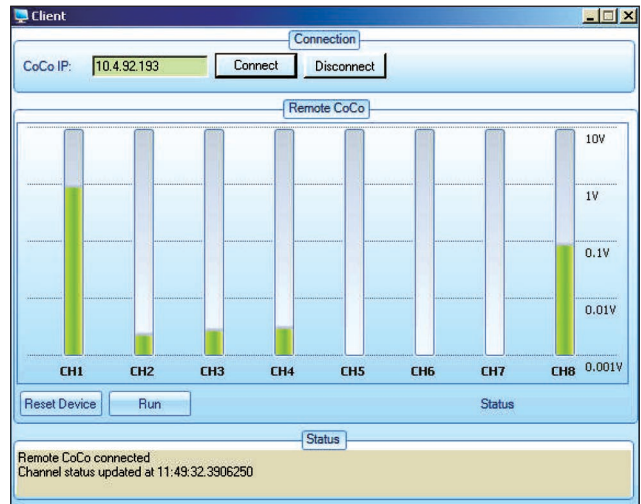 Client
Connection
CoCo IP: 10.4.92.193 Connect Disconnect
Remote CoCo
10V
1V
0.1V
0.01V
0.001V
CH1 CH2 CH3 CH4 CH5 CH6 CH7 CH8
Reset Device Run Status
Status
Remote CoCo connected
Channel status updated at 11:49:32.3906250